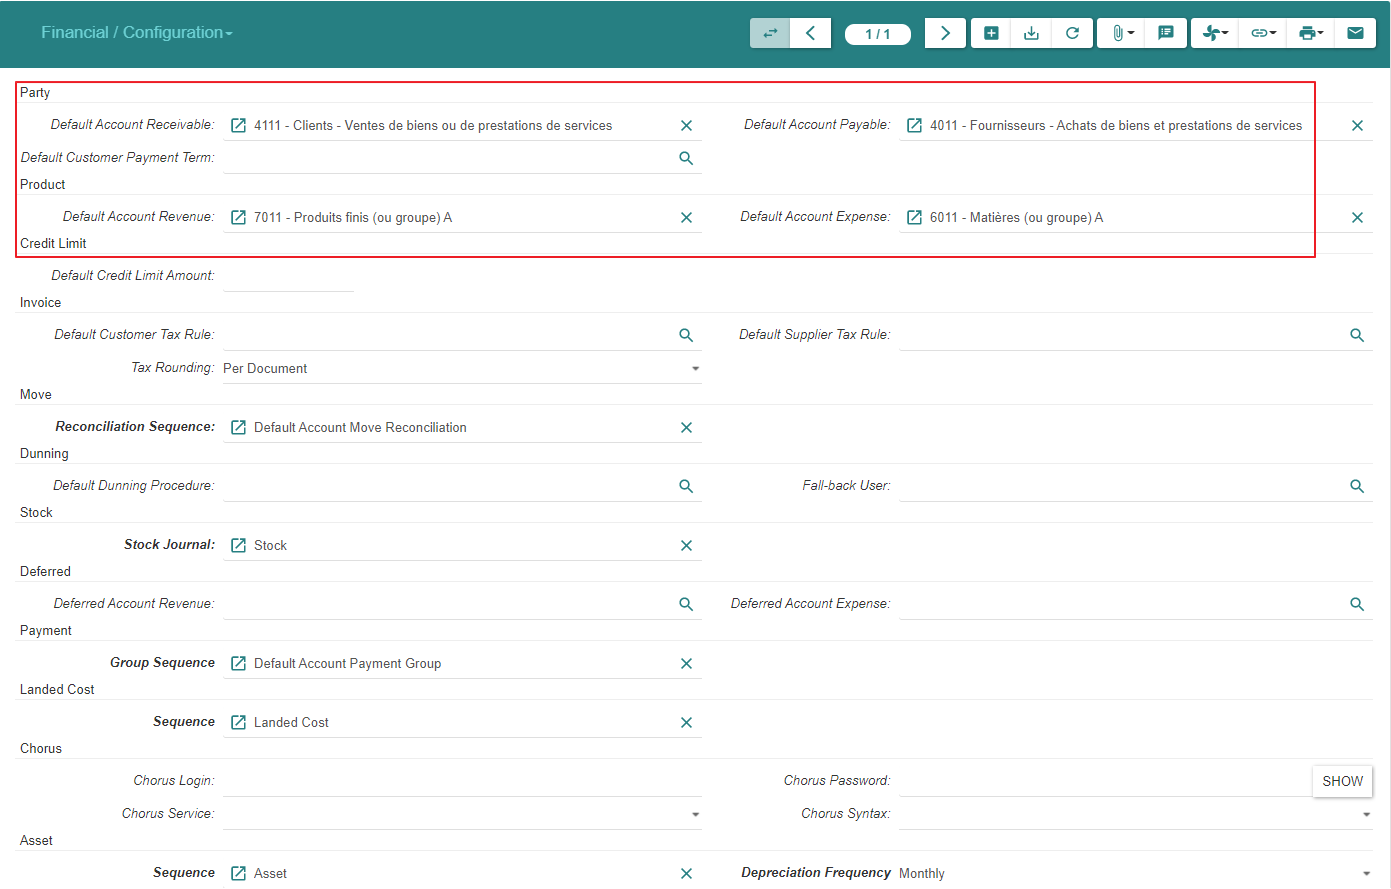 Financial / Configuration
1 / 1
Party
Default Account Receivable: 4111 - Clients - Ventes de biens ou de prestations de services Default Account Payable: 4011 - Fournisseurs - Achats de biens et prestations de services
Default Customer Payment Term:
Product
Default Account Revenue: 7011 - Produits finis (ou groupe) A Default Account Expense: 6011 - Matières (ou groupe) A
Credit Limit
Default Credit Limit Amount:
Invoice
Default Customer Tax Rule: Default Supplier Tax Rule:
Tax Rounding: Per Document
Move
Reconciliation Sequence: Default Account Move Reconciliation
Dunning
Default Dunning Procedure: Fall-back User:
Stock
Stock Journal: Stock
Deferred
Deferred Account Revenue: Deferred Account Expense:
Payment
Group Sequence Default Account Payment Group
Landed Cost
Sequence Landed Cost
Chorus
Chorus Login: Chorus Password: SHOW
Chorus Service: Chorus Syntax:
Asset
Sequence Asset Depreciation Frequency Monthly